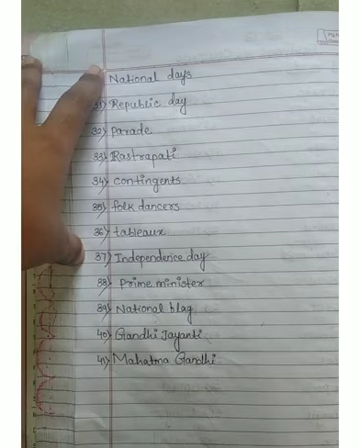 National days
31) Republic day
32) Parade
33) Rastrapati
34) contingents
35) folk dancers
36) tableaux
37) Independence day
38) Prime minister
39) National blag
40) Gandhi Jayanti
41) Mahatma Gandhi